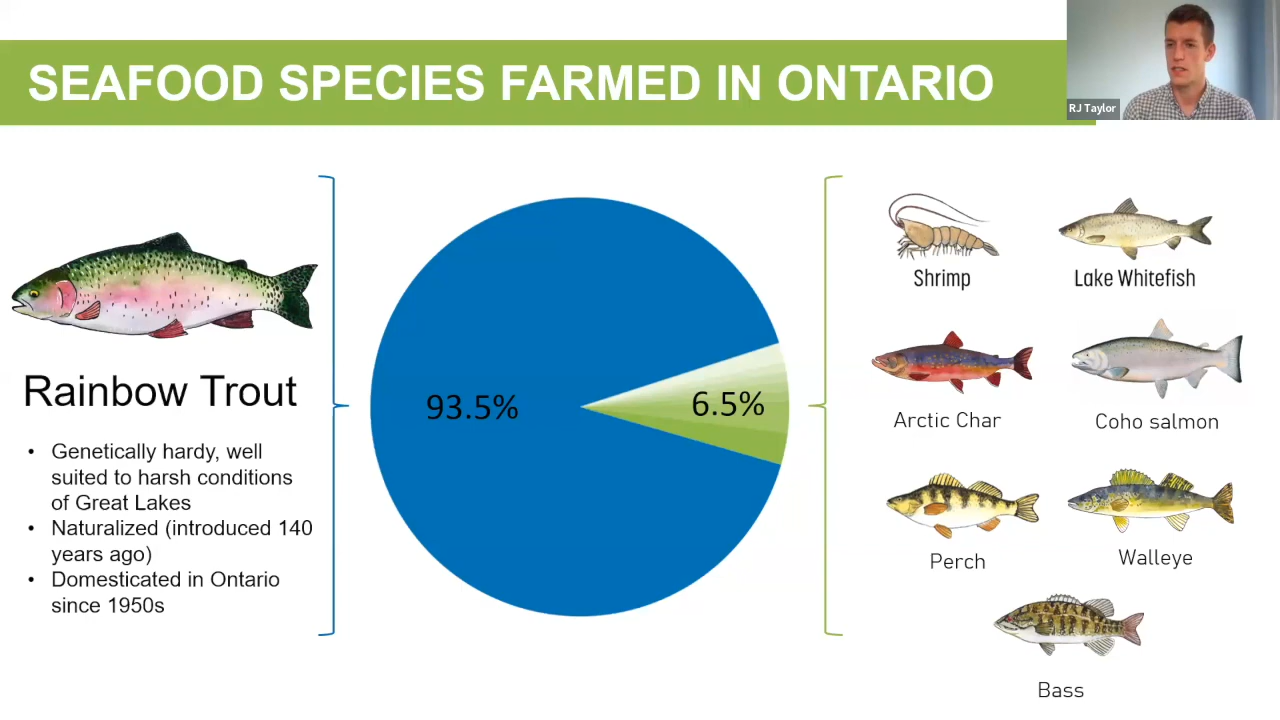 SEAFOOD SPECIES FARMED IN ONTARIO
RJ Taylor
Rainbow Trout
• Genetically hardy, well
suited to harsh conditions
of Great Lakes
• Naturalized (introduced 140
years ago)
• Domesticated in Ontario
since 1950s
93.5%
6.5%
Shrimp
Lake Whitefish
Arctic Char
Coho salmon
Perch
Walleye
Bass